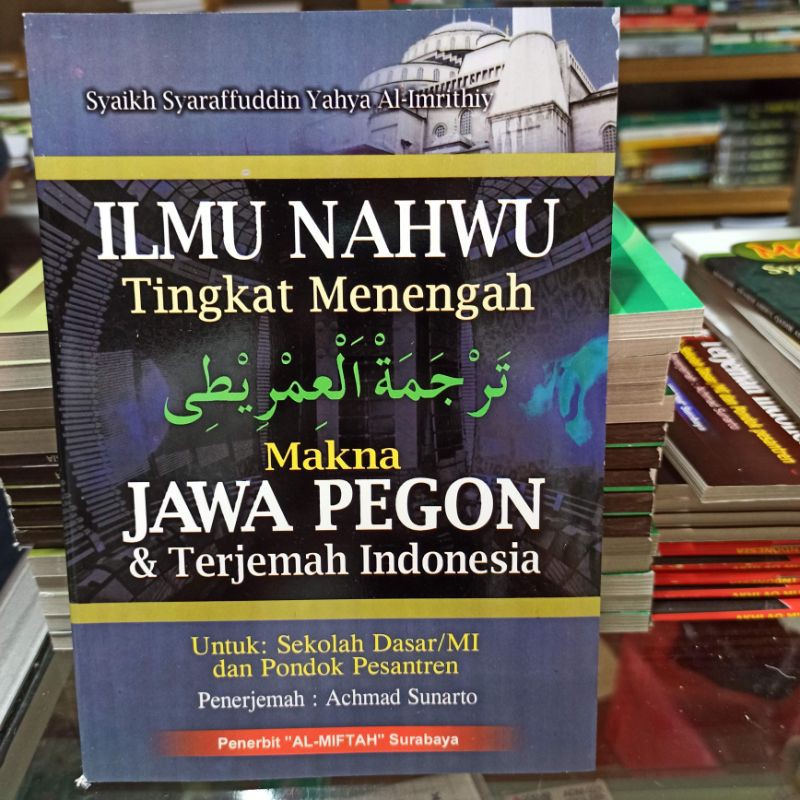 Syaikh Syaraffuddin Yahya Al-Imrithiy
ILMU NAHWU
Tingkat Menengah
تَرْجَمَةْ اَلْعِمْرِيْطِى
Makna
JAWA PEGON
& Terjemah Indonesia
Untuk: Sekolah Dasar/MI
dan Pondok Pesantren
Penerjemah : Achmad Sunarto
Penerbit "AL-MIFTAH" Surabaya